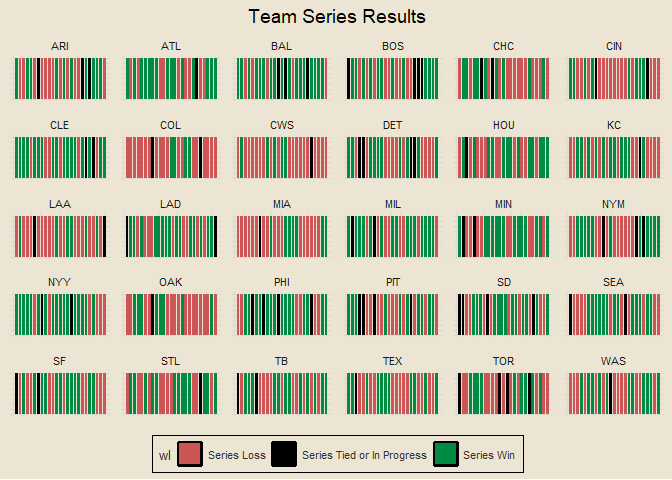 Team Series Results
ARI ATL BAL BOS CHC CIN
CLE COL CWS DET HOU KC
LAA LAD MIA MIL MIN NYM
NYY OAK PHI PIT SD SEA
SF STL TB TEX TOR WAS
wl Series Loss Series Tied or In Progress Series Win